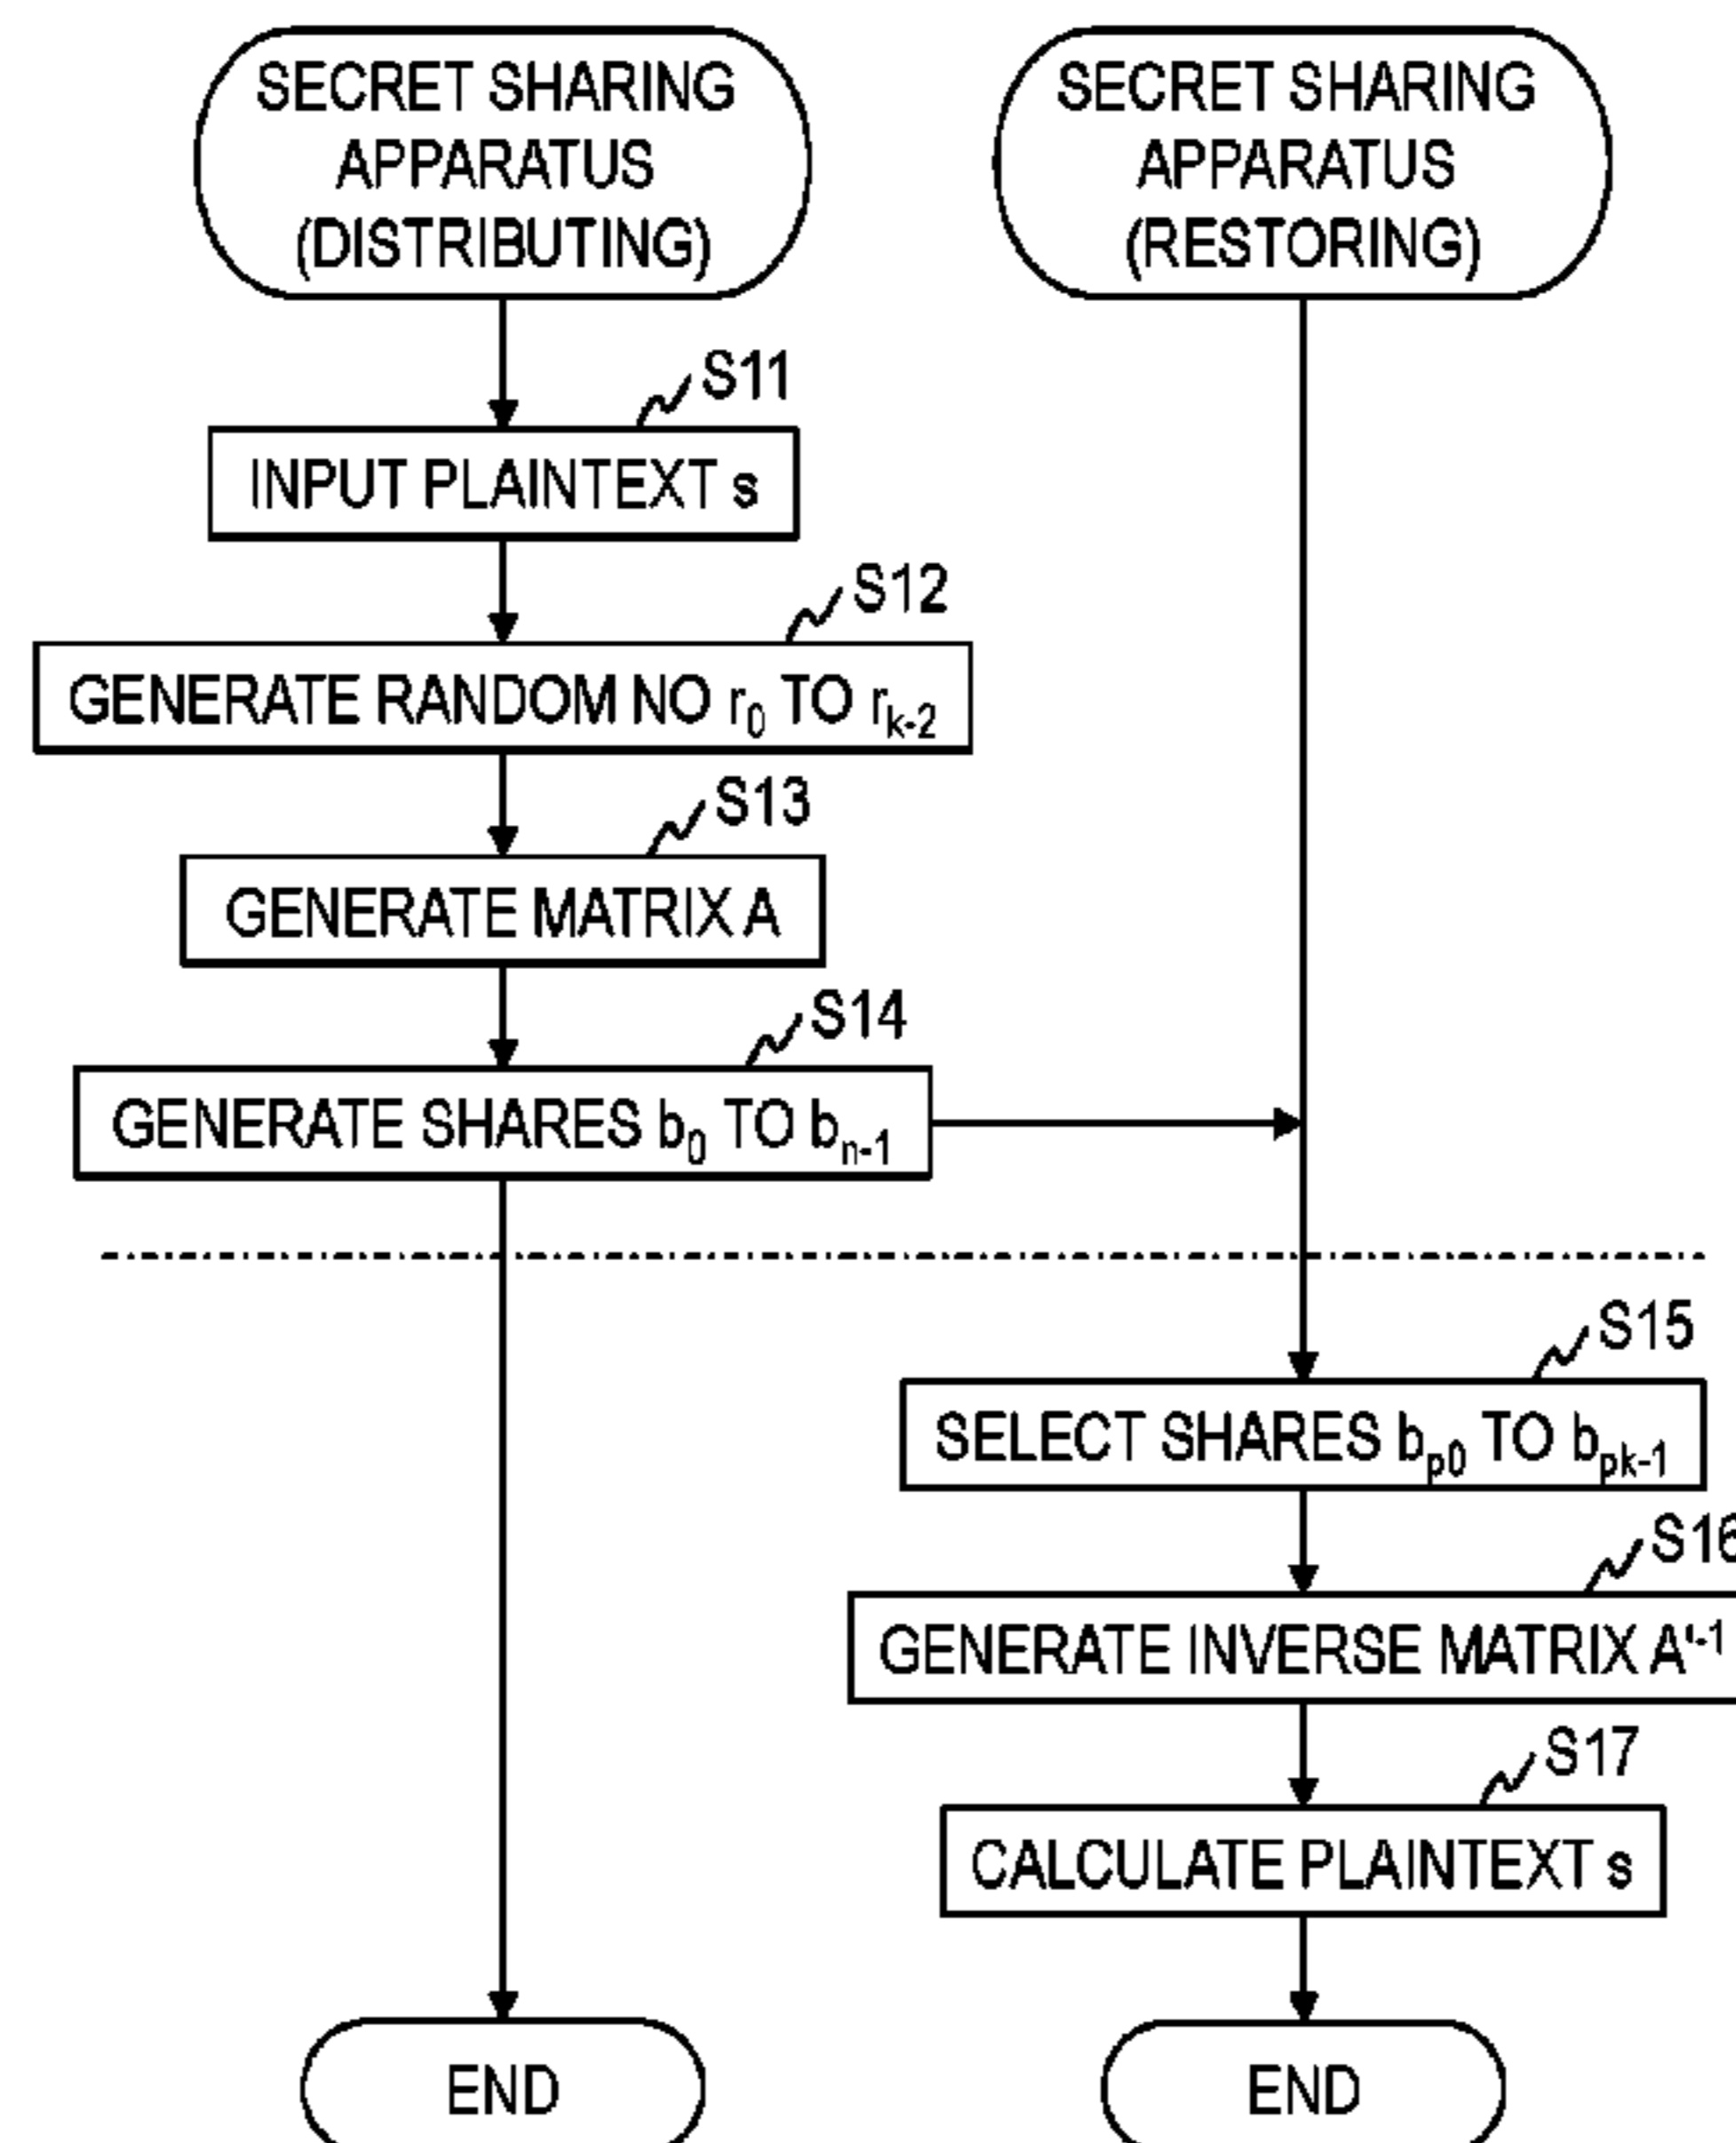 SECRET SHARING
APPARATUS
(DISTRIBUTING)
SECRET SHARING
APPARATUS
(RESTORING)
S11
INPUT PLAINTEXT s
S12
GENERATE RANDOM NO r₀ TO rₖ₋₂
S13
GENERATE MATRIX A
S14
GENERATE SHARES b₀ TO bₙ₋₁
S15
SELECT SHARES bₚ₀ TO bₚₖ₋₁
S16
GENERATE INVERSE MATRIX A'⁻¹
S17
CALCULATE PLAINTEXT s
END
END